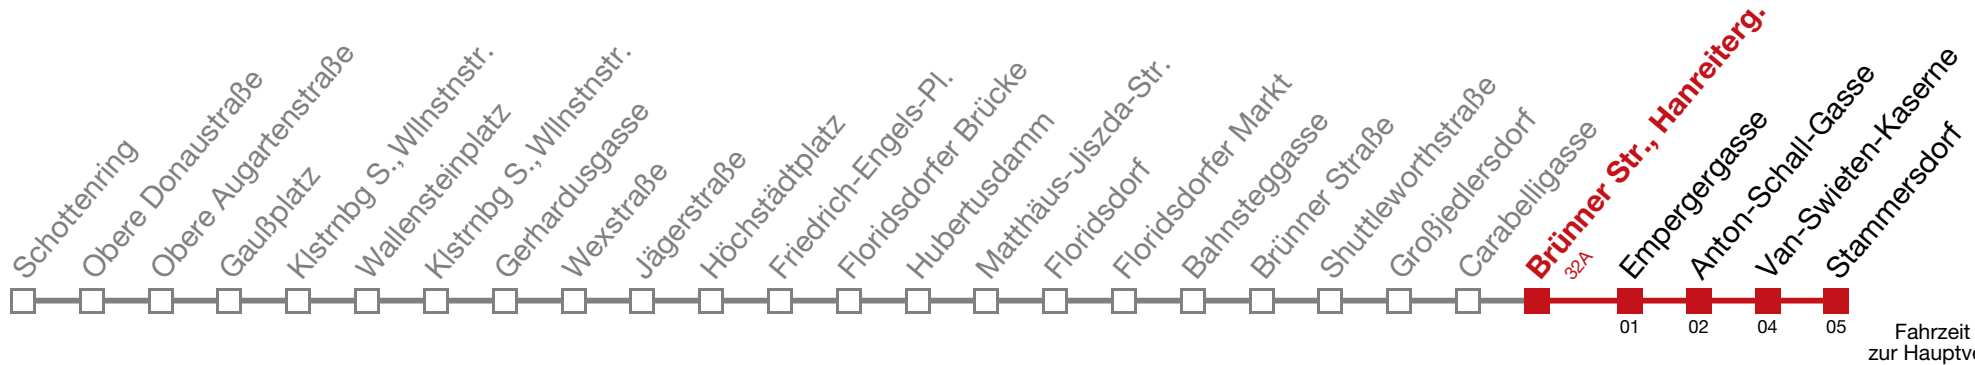 Schottenring
Obere Donaustraße
Obere Augartenstraße
Gaußplatz
Klstrnbg S., Wllnstnstr.
Wallensteinplatz
Klstrnbg S., Wllnstnstr.
Gerhardusgasse
Wexstraße
Jägerstraße
Höchstädtplatz
Friedrich-Engels-Pl.
Floridsdorfer Brücke
Hubertusdamm
Matthäus-Jiszda-Str.
Floridsdorf
Floridsdorfer Markt
Bahnsteggasse
Brünner Straße
Shuttleworthstraße
Großjedlersdorf
Carabelligasse
Brünner Str., Hanreiterg.
32A
Empergergasse
Anton-Schall-Gasse
Van-Swieten-Kaserne
Stammersdorf
01 02 04 05
Fahrzeit
zur Hauptve